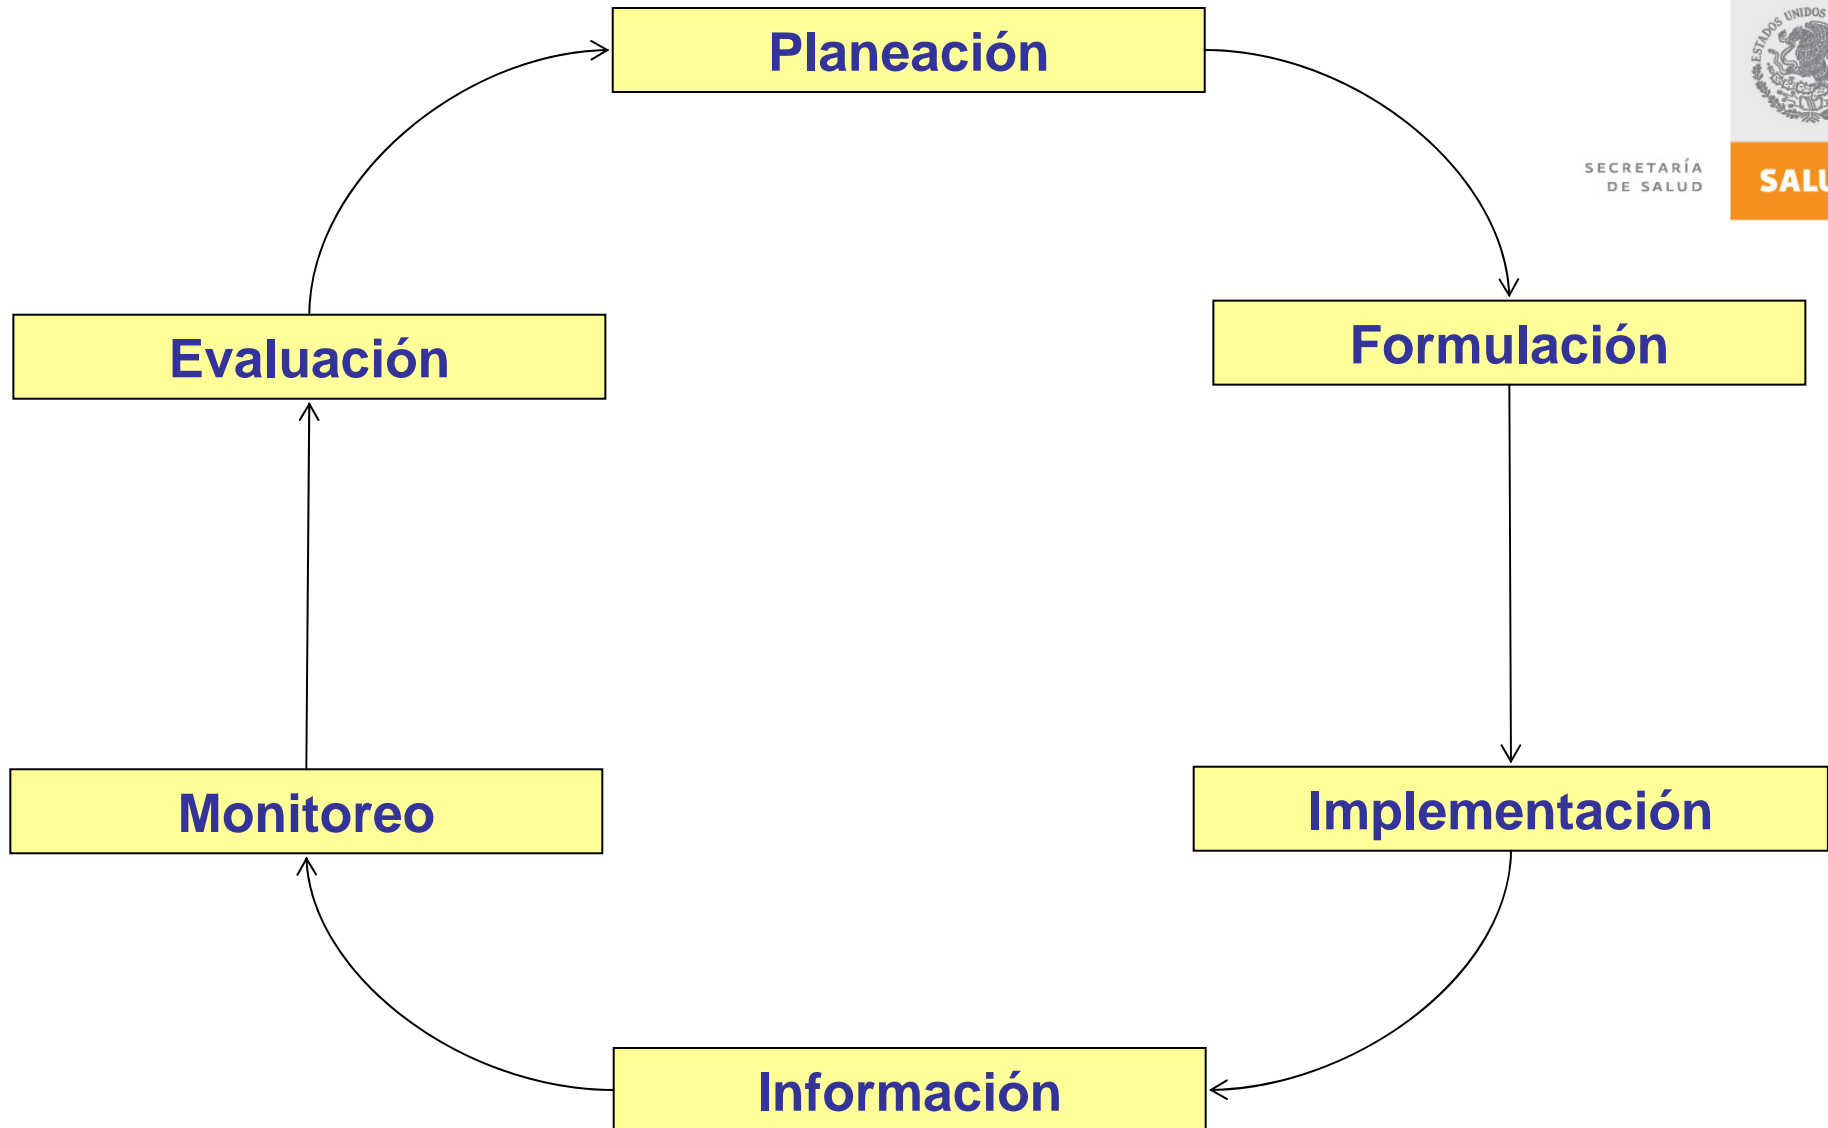 Planeación
ESTADOS UNIDOS
SECRETARÍA
DE SALUD
SALU
Formulación
Evaluación
Implementación
Monitoreo
Información